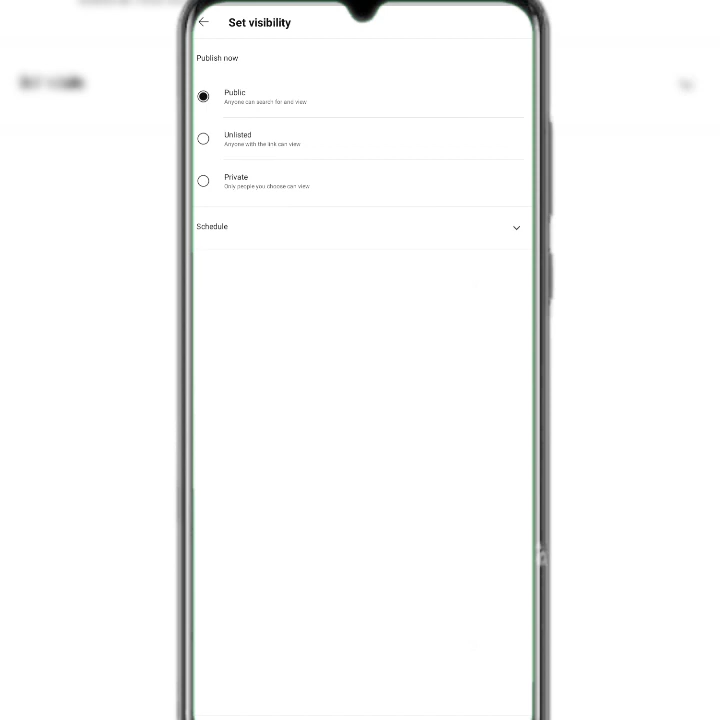 Set visibility
Publish now
Public
Anyone can search for and view
Unlisted
Anyone with the link can view
Private
Only people you choose can view
Schedule